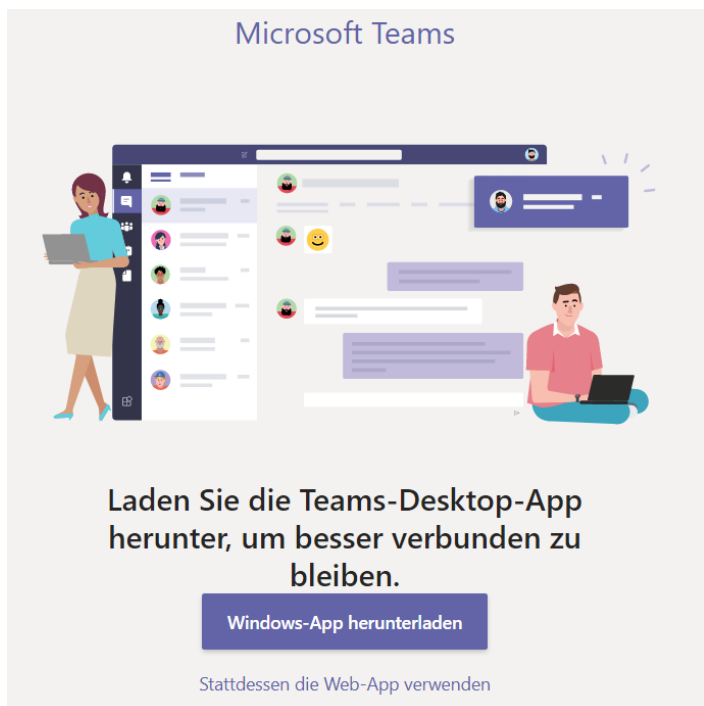 Microsoft Teams
Laden Sie die Teams-Desktop-App
herunter, um besser verbunden zu
bleiben.
Windows-App herunterladen
Stattdessen die Web-App verwenden